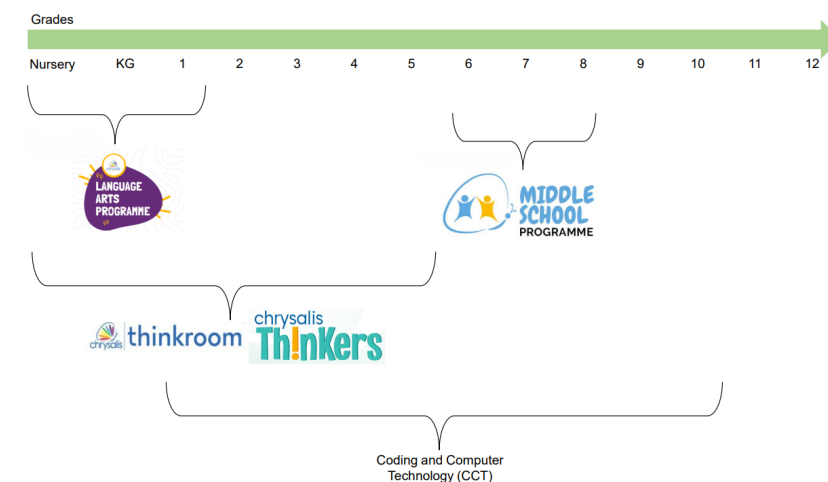 Grades
Nursery KG 1 2 3 4 5 6 7 8 9 10 11 12
LANGUAGE
ARTS
PROGRAMME
MIDDLE
SCHOOL
PROGRAMME
chrysalis thinkroom
chrysalis
Th!nkers
Coding and Computer
Technology (CCT)